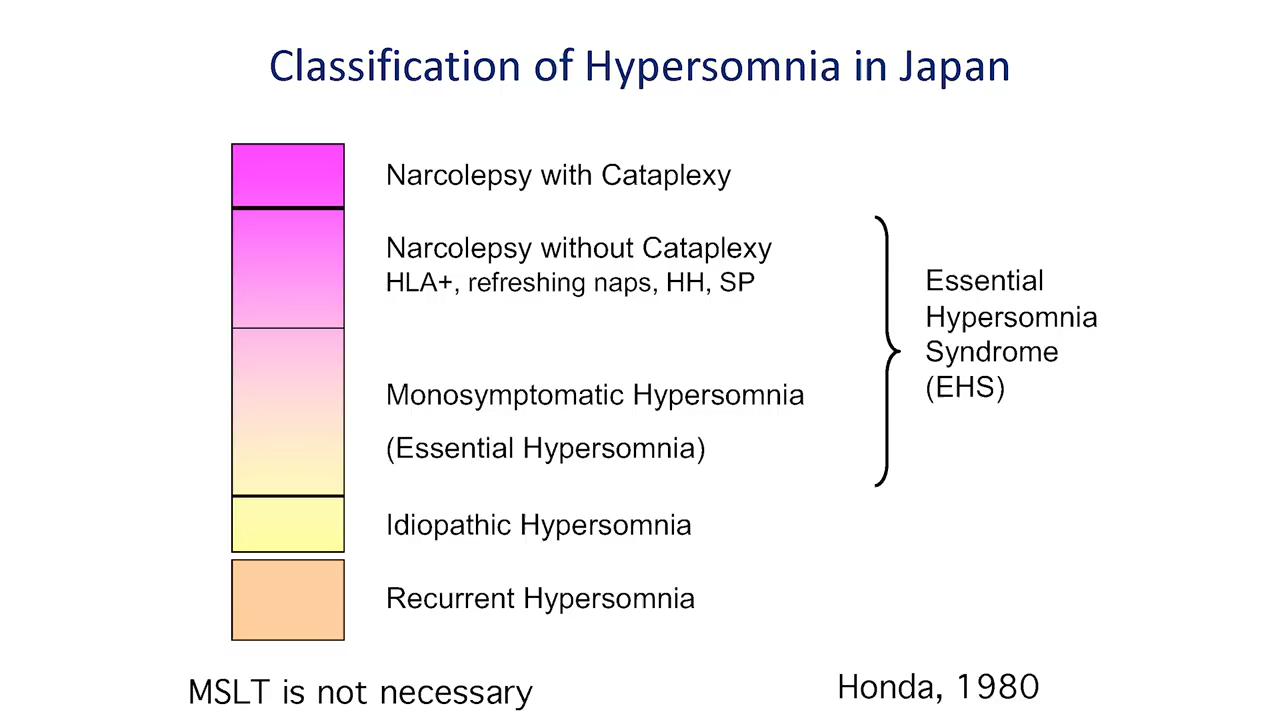 Classification of Hypersomnia in Japan
Narcolepsy with Cataplexy
Narcolepsy without Cataplexy
HLA+, refreshing naps, HH, SP
Monosymptomatic Hypersomnia
(Essential Hypersomnia)
Essential
Hypersomnia
Syndrome
(EHS)
Idiopathic Hypersomnia
Recurrent Hypersomnia
MSLT is not necessary
Honda, 1980